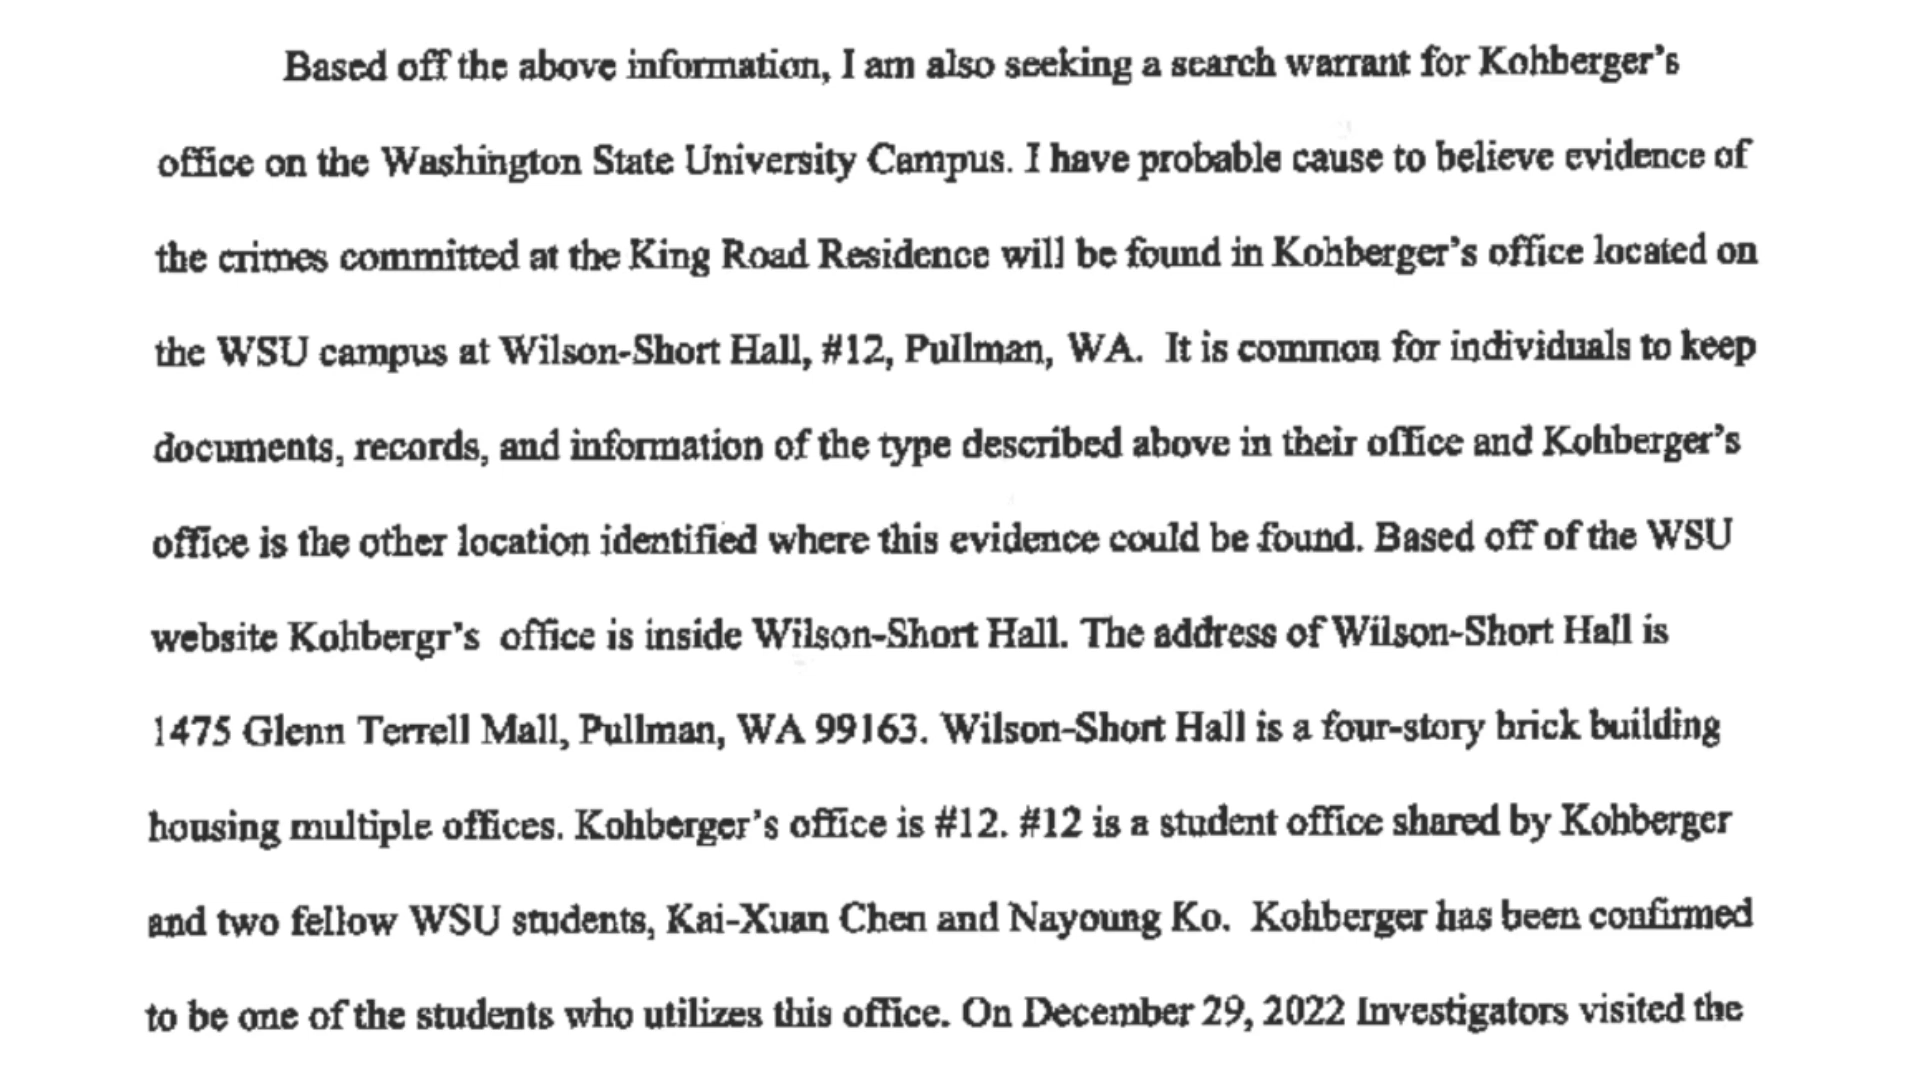 Based off the above information, I am also seeking a search warrant for Kohberger's
office on the Washington State University Campus. I have probable cause to believe evidence of
the crimes committed at the King Road Residence will be found in Kohberger's office located on
the WSU campus at Wilson-Short Hall, #12, Pullman, WA.  It is common for individuals to keep
documents, records, and information of the type described above in their office and Kohberger's
office is the other location identified where this evidence could be found. Based off of the WSU
website Kohbergr's  office is inside Wilson-Short Hall. The address of Wilson-Short Hall is
1475 Glenn Terrell Mall, Pullman, WA 99163. Wilson-Short Hall is a four-story brick building
housing multiple offices. Kohberger's office is #12. #12 is a student office shared by Kohberger
and two fellow WSU students, Kai-Xuan Chen and Nayoung Ko.  Kohberger has been confirmed
to be one of the students who utilizes this office. On December 29, 2022 Investigators visited the